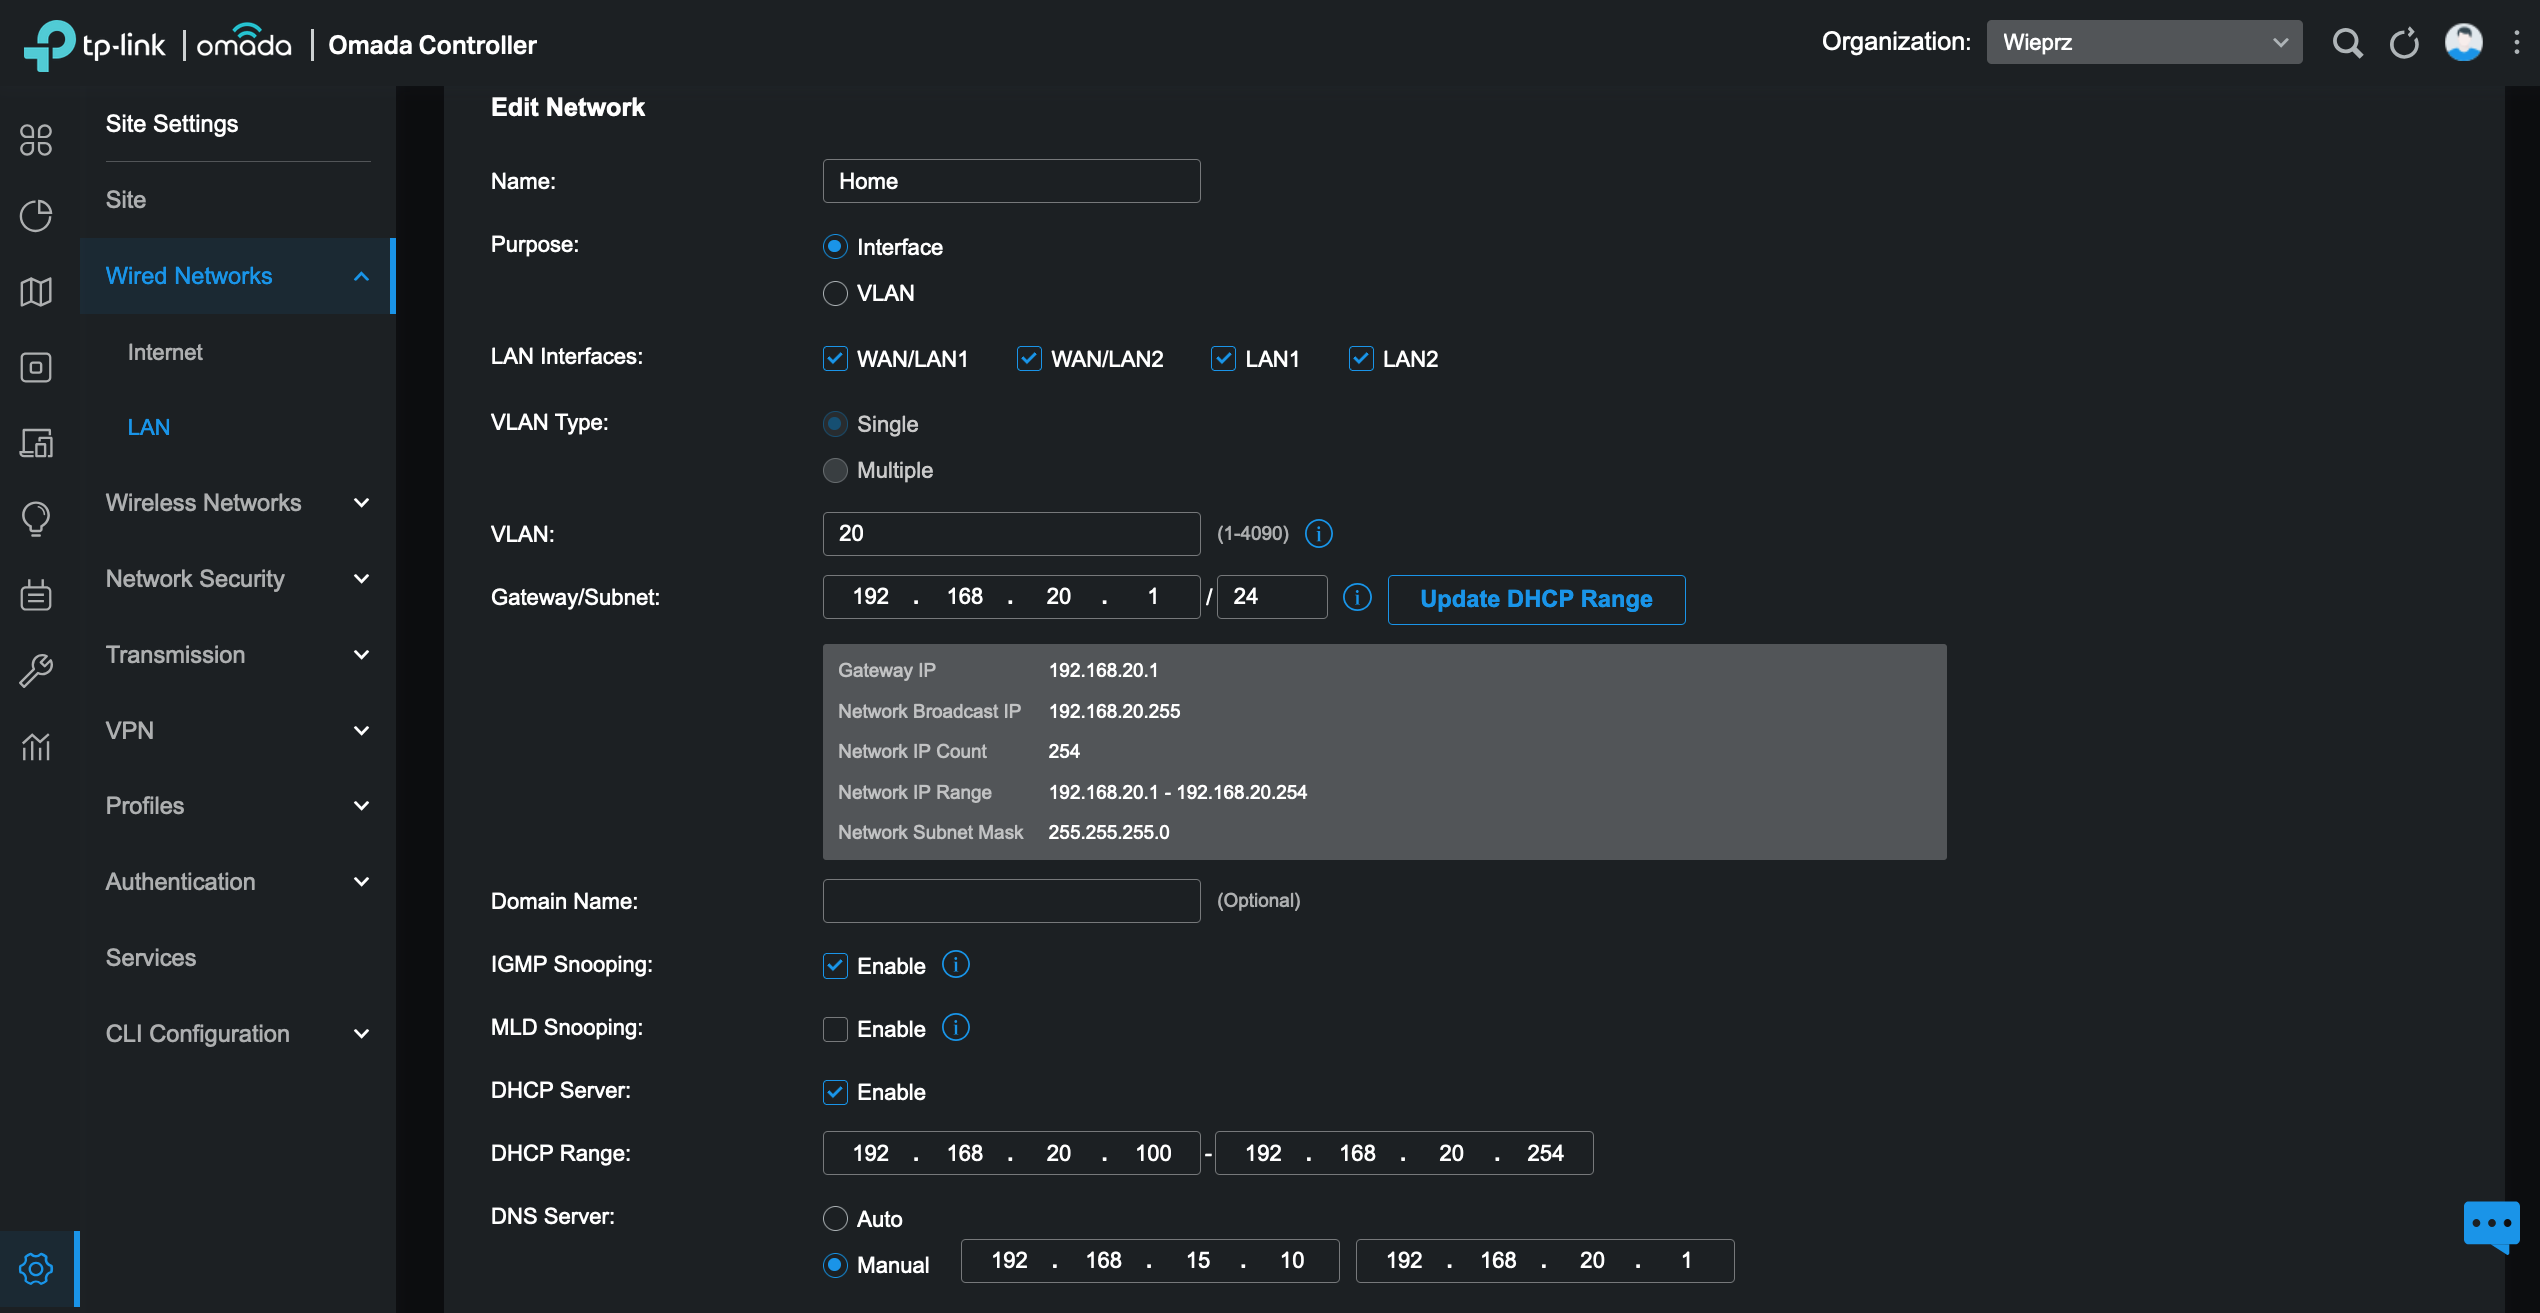 tp-link | omada | Omada Controller
Organization: Wieprz
Site Settings
Site
Wired Networks
Internet
LAN
Wireless Networks
Network Security
Transmission
VPN
Profiles
Authentication
Services
CLI Configuration
Edit Network
Name: Home
Purpose: Interface
VLAN
LAN Interfaces: WAN/LAN1 WAN/LAN2 LAN1 LAN2
VLAN Type: Single
Multiple
VLAN: 20 (1-4090)
Gateway/Subnet: 192 . 168 . 20 . 1 / 24 Update DHCP Range
Gateway IP 192.168.20.1
Network Broadcast IP 192.168.20.255
Network IP Count 254
Network IP Range 192.168.20.1 - 192.168.20.254
Network Subnet Mask 255.255.255.0
Domain Name: (Optional)
IGMP Snooping: Enable
MLD Snooping: Enable
DHCP Server: Enable
DHCP Range: 192 . 168 . 20 . 100 - 192 . 168 . 20 . 254
DNS Server: Auto
Manual 192 . 168 . 15 . 10 192 . 168 . 20 . 1